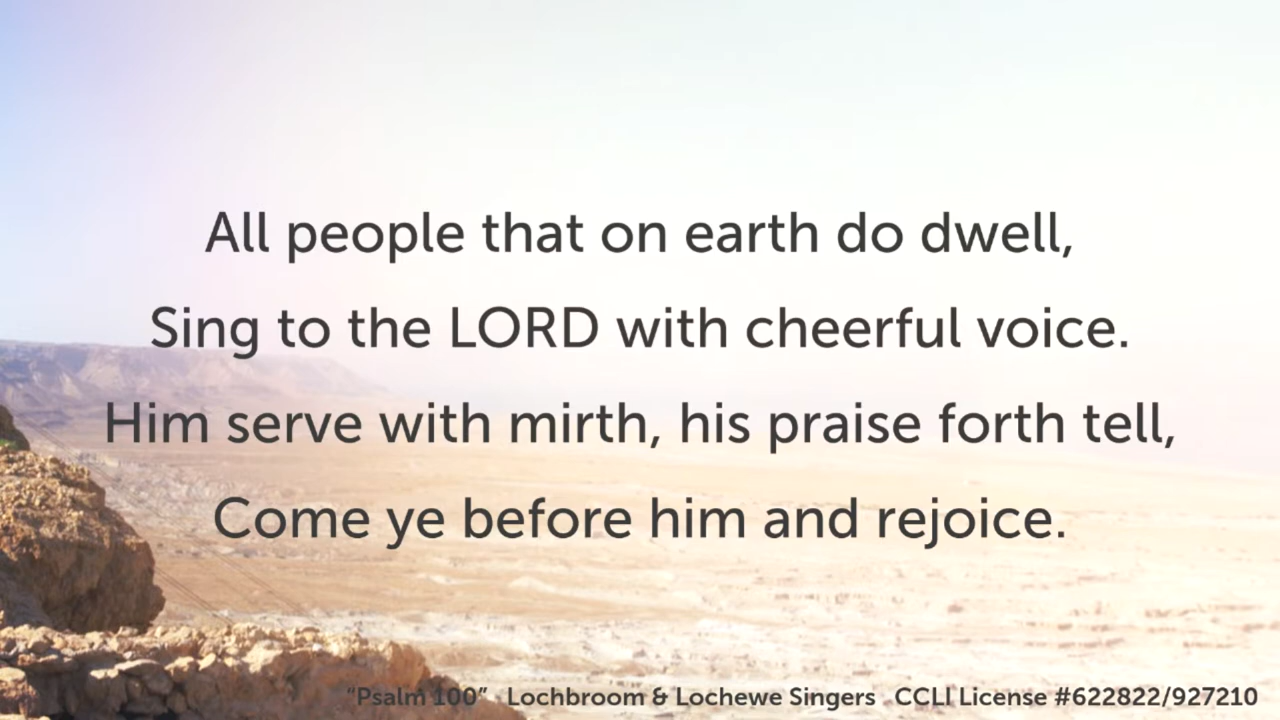 All people that on earth do dwell,
Sing to the LORD with cheerful voice.
Him serve with mirth, his praise forth tell,
Come ye before him and rejoice.
“Psalm 100” Lochbroom & Lochewe Singers CCLI License #622822/927210